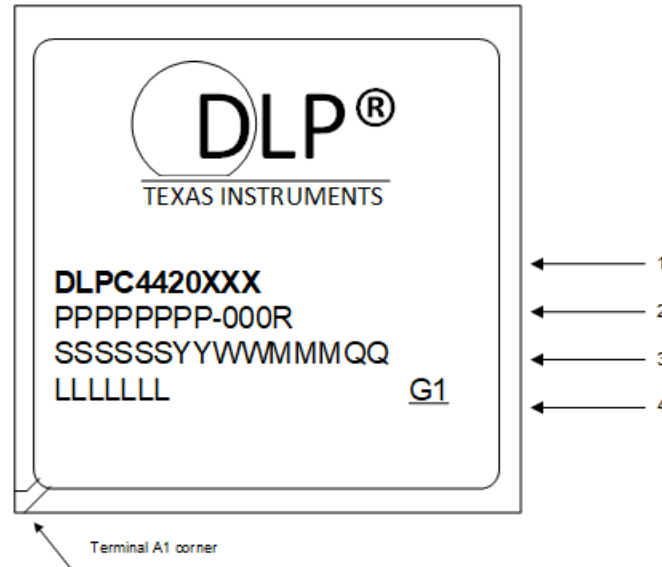 DLP®
TEXAS INSTRUMENTS
DLPC4420XXX
1
PPPPPPPP-000R
2
SSSSSSYYWWMMMQQ
3
LLLLLLL G1
4
Terminal A1 corner